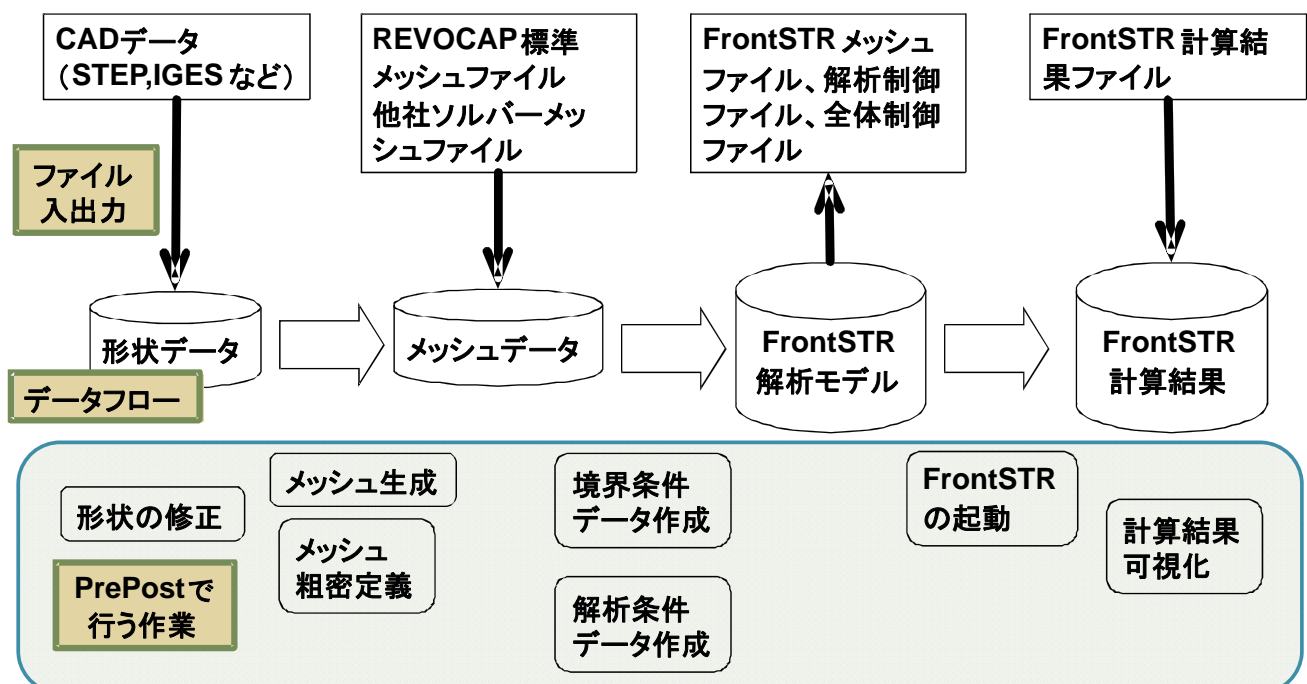 CADデータ
(STEP,IGESなど)
REVOCAP標準
メッシュファイル
他社ソルバーメッ
シュファイル
FrontSTRメッシュ
ファイル、解析制御
ファイル、全体制御
ファイル
FrontSTR計算結
果ファイル
ファイル
入出力
形状データ
メッシュデータ
FrontSTR
解析モデル
FrontSTR
計算結果
データフロー
形状の修正
メッシュ生成
メッシュ
粗密定義
境界条件
データ作成
解析条件
データ作成
FrontSTR
の起動
計算結果
可視化
PrePostで
行う作業